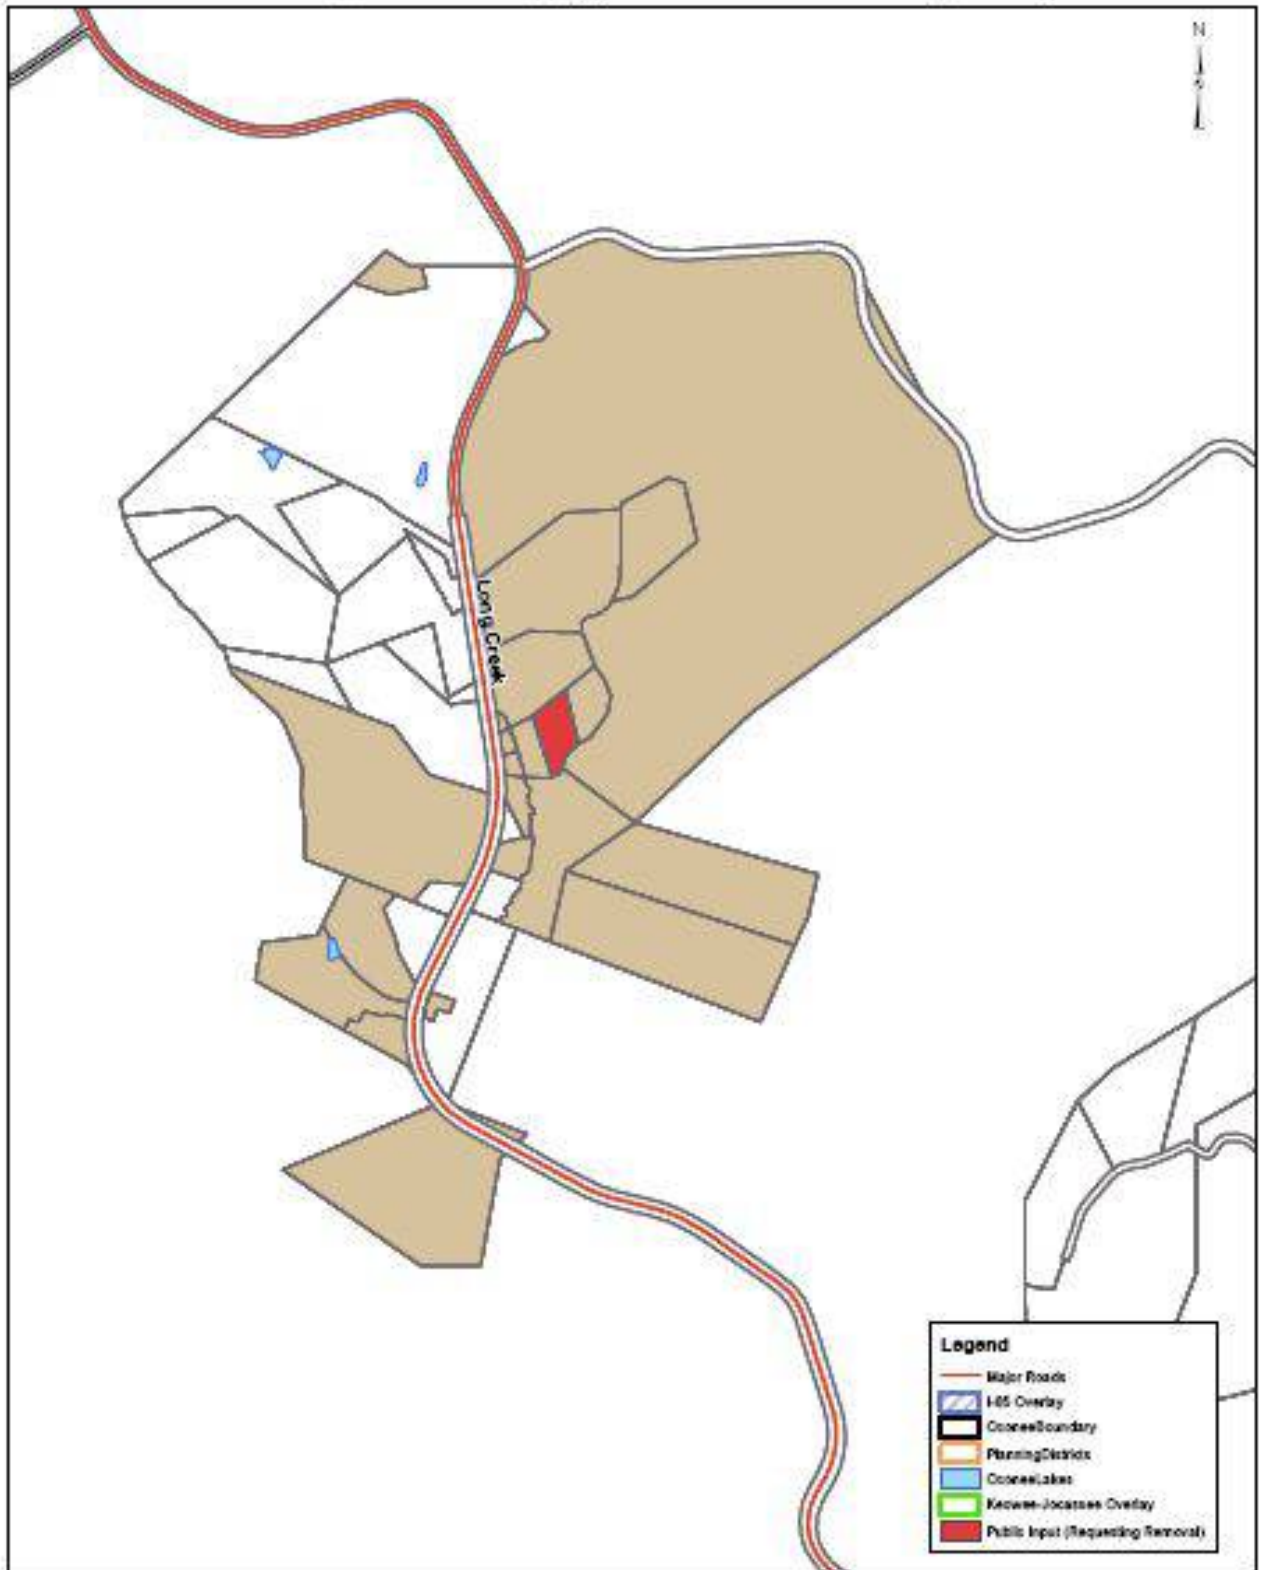 N
Long Creek
Legend
Major Roads
I-85 Overlay
OconeeBoundary
PlanningDistricts
OconeeLakes
Keowee-Jocassee Overlay
Public Input (Requesting Removal)